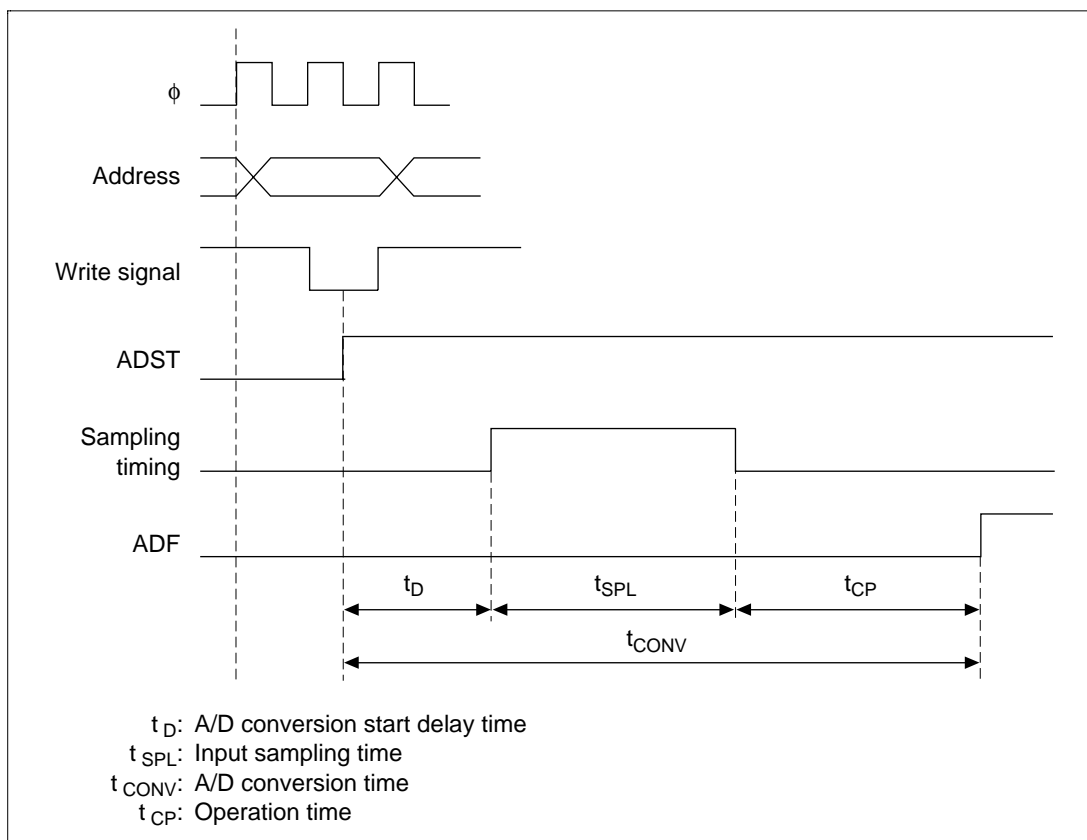 ϕ
Address
Write signal
ADST
Sampling
timing
ADF
tD
tSPL
tCP
tCONV
tD: A/D conversion start delay time
tSPL: Input sampling time
tCONV: A/D conversion time
tCP: Operation time